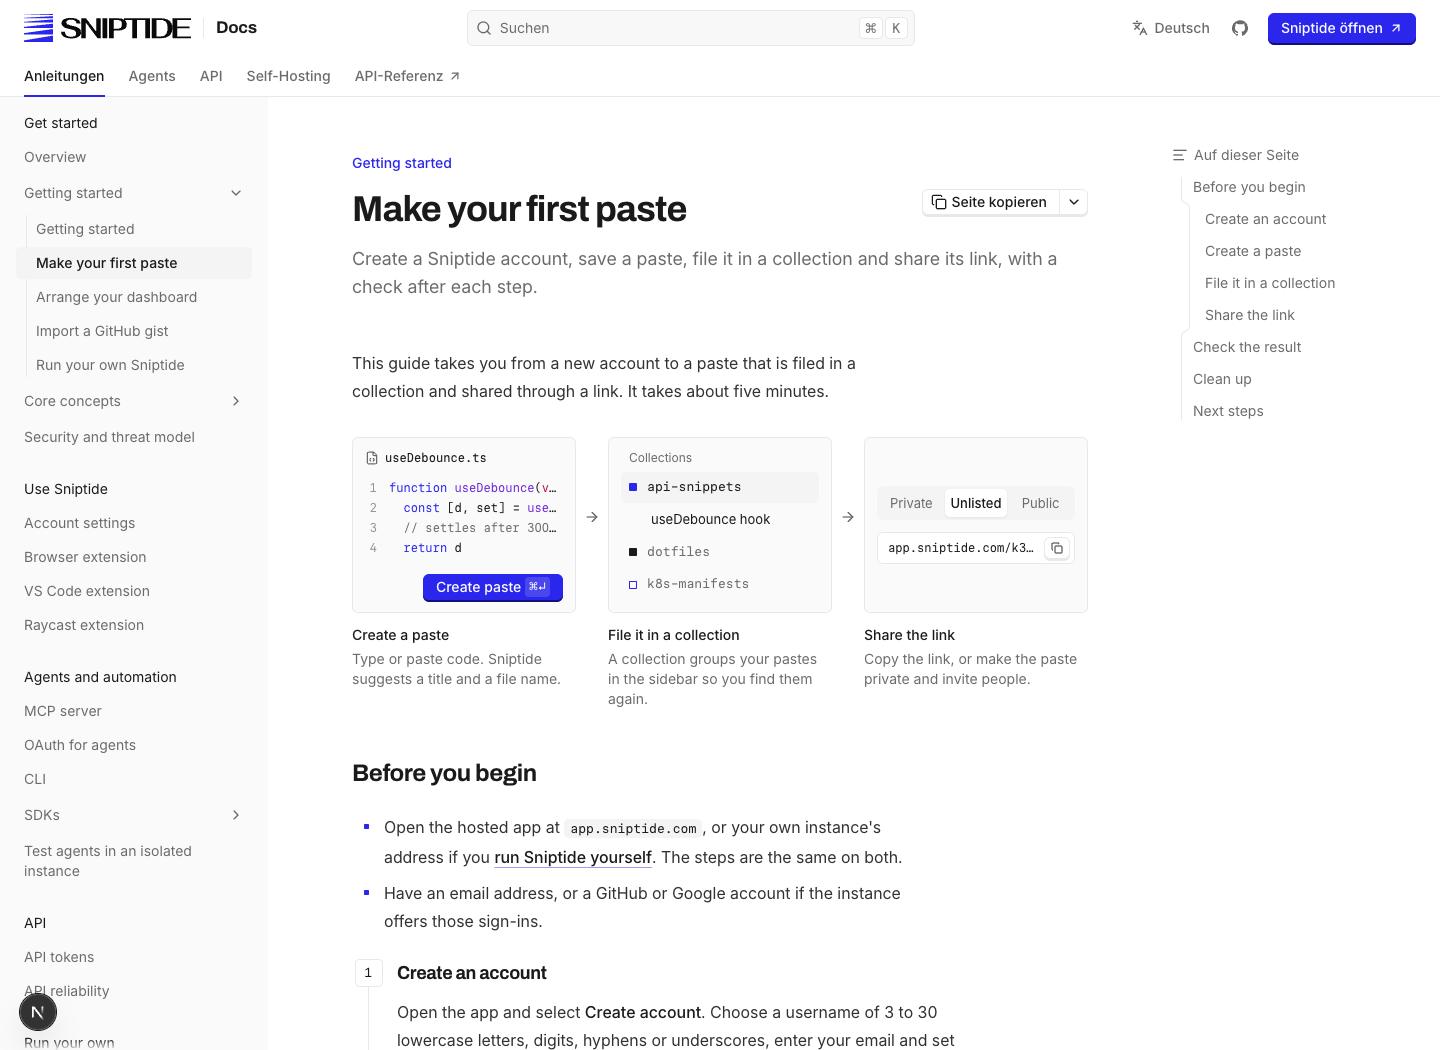 SNIPTIDE Docs
Suchen ⌘ K
Deutsch
Sniptide öffnen
Anleitungen Agents API Self-Hosting API-Referenz
Get started
Overview
Getting started
Getting started
Make your first paste
Arrange your dashboard
Import a GitHub gist
Run your own Sniptide
Core concepts
Security and threat model
Use Sniptide
Account settings
Browser extension
VS Code extension
Raycast extension
Agents and automation
MCP server
OAuth for agents
CLI
SDKs
Test agents in an isolated
instance
API
API tokens
API reliability
Run your own
N
Getting started
Make your first paste
Seite kopieren
Create a Sniptide account, save a paste, file it in a collection and share its link, with a
check after each step.
This guide takes you from a new account to a paste that is filed in a
collection and shared through a link. It takes about five minutes.
useDebounce.ts
1 function useDebounce(v…
2 const [d, set] = use…
3 // settles after 300…
4 return d
Create paste ⌘↵
Create a paste
Type or paste code. Sniptide
suggests a title and a file name.
Collections
api-snippets
useDebounce hook
dotfiles
k8s-manifests
File it in a collection
A collection groups your pastes
in the sidebar so you find them
again.
Private Unlisted Public
app.sniptide.com/k3…
Share the link
Copy the link, or make the paste
private and invite people.
Before you begin
Open the hosted app at app.sniptide.com, or your own instance's
address if you run Sniptide yourself. The steps are the same on both.
Have an email address, or a GitHub or Google account if the instance
offers those sign-ins.
1 Create an account
Open the app and select Create account. Choose a username of 3 to 30
lowercase letters, digits, hyphens or underscores, enter your email and set
Auf dieser Seite
Before you begin
Create an account
Create a paste
File it in a collection
Share the link
Check the result
Clean up
Next steps